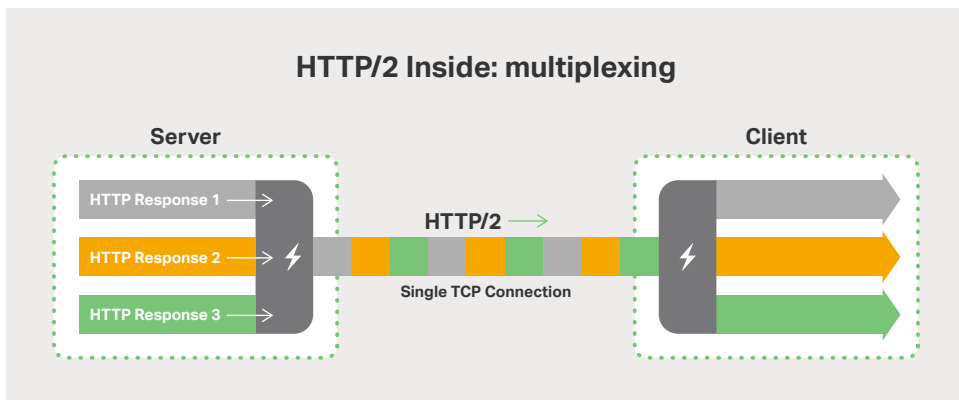 HTTP/2 Inside: multiplexing
Server
Client
HTTP Response 1
HTTP/2
HTTP Response 2
Single TCP Connection
HTTP Response 3